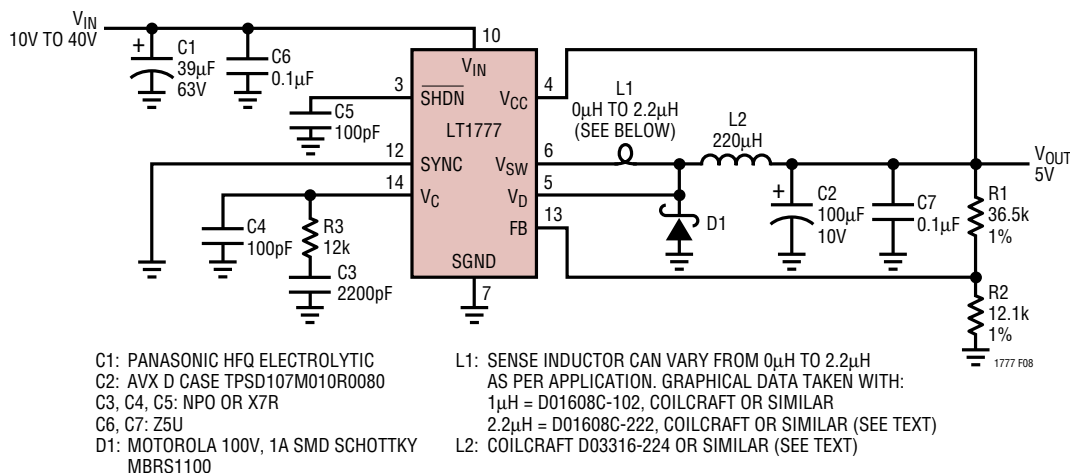 VIN
10V TO 40V
+
C1
39µF
63V
C6
0.1µF
10
VIN
3
SHDN
4
VCC
C5
100pF
LT1777
L1
0µH TO 2.2µH
(SEE BELOW)
L2
220µH
12
SYNC
6
VSW
VOUT
5V
14
VC
5
VD
13
FB
C4
100pF
R3
12k
C3
2200pF
SGND
7
D1
+
C2
100µF
10V
C7
0.1µF
R1
36.5k
1%
R2
12.1k
1%
1777 F08
C1: PANASONIC HFQ ELECTROLYTIC
C2: AVX D CASE TPSD107M010R0080
C3, C4, C5: NPO OR X7R
C6, C7: Z5U
D1: MOTOROLA 100V, 1A SMD SCHOTTKY
MBRS1100
L1: SENSE INDUCTOR CAN VARY FROM 0µH TO 2.2µH
AS PER APPLICATION. GRAPHICAL DATA TAKEN WITH:
1µH = D01608C-102, COILCRAFT OR SIMILAR
2.2µH = D01608C-222, COILCRAFT OR SIMILAR (SEE TEXT)
L2: COILCRAFT D03316-224 OR SIMILAR (SEE TEXT)